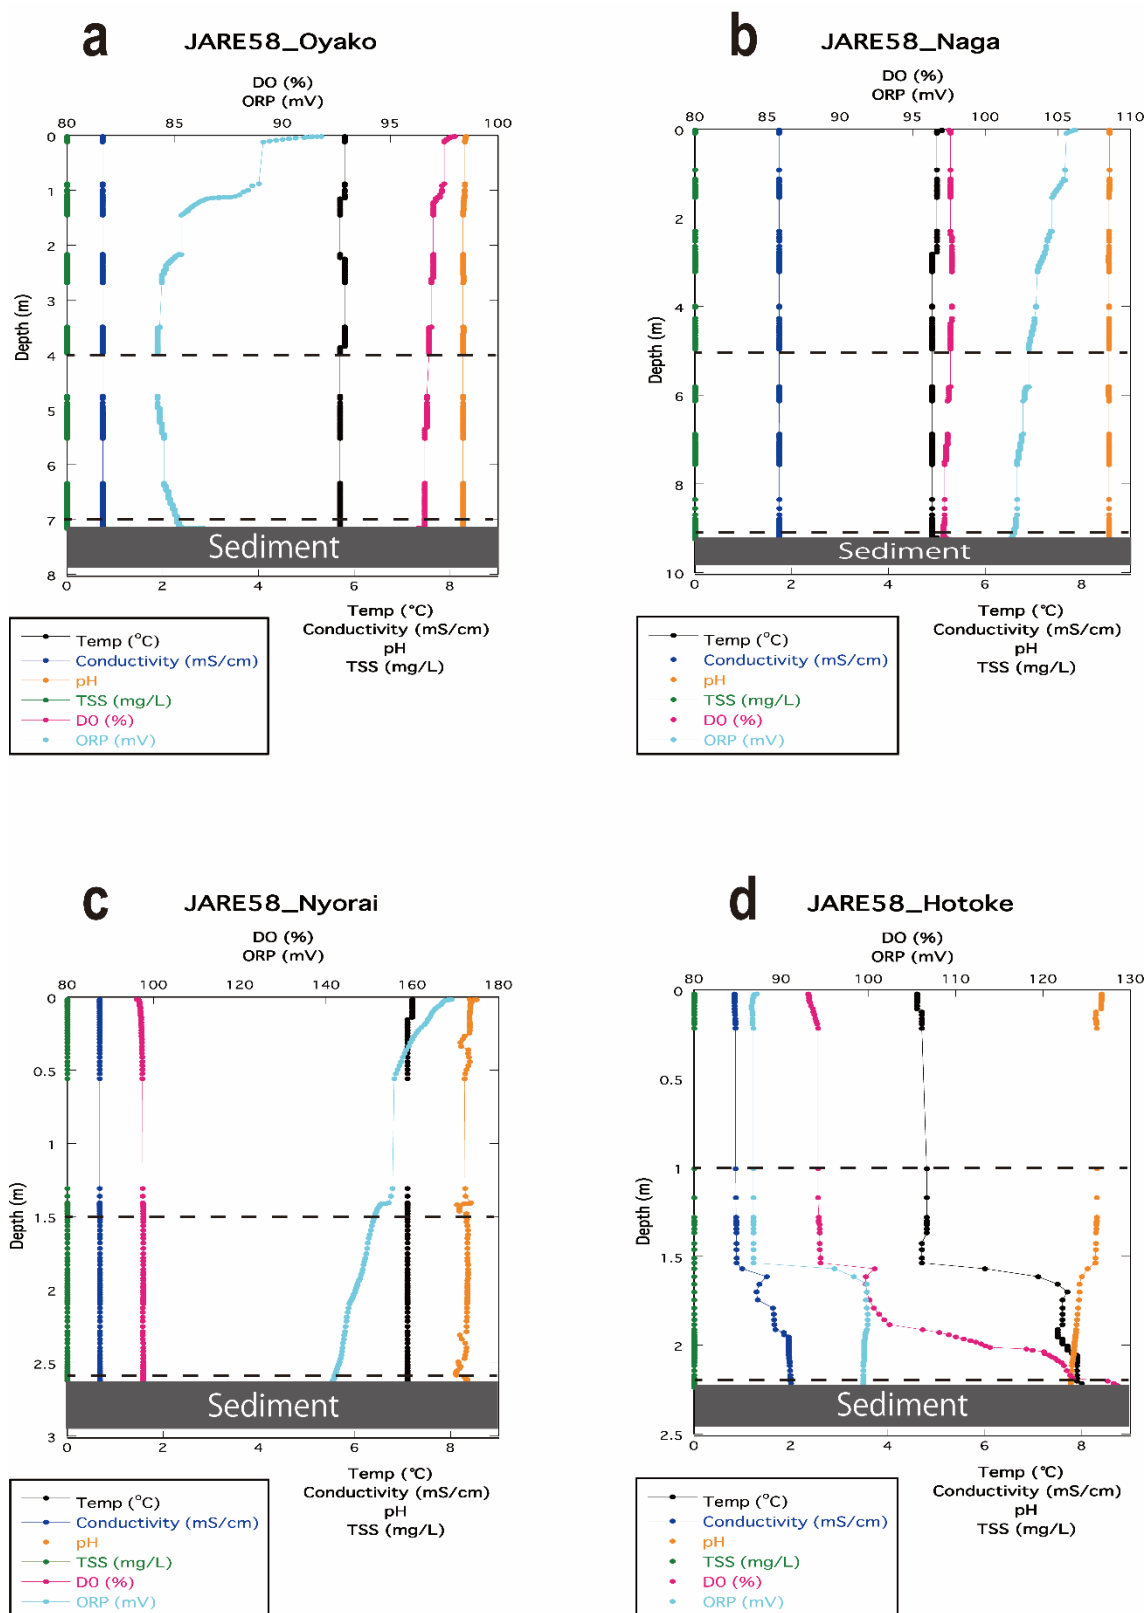 a
JARE58_Oyako
DO (%)
ORP (mV)
80 85 90 95 100
0
1
2
3
4
5
6
7
8
Depth (m)
Sediment
0 2 4 6 8
Temp (°C)
Conductivity (mS/cm)
pH
TSS (mg/L)
Temp (°C)
Conductivity (mS/cm)
pH
TSS (mg/L)
DO (%)
ORP (mV)
b
JARE58_Naga
DO (%)
ORP (mV)
80 85 90 95 100 105 110
0
2
4
6
8
10
Depth (m)
Sediment
0 2 4 6 8
Temp (°C)
Conductivity (mS/cm)
pH
TSS (mg/L)
Temp (°C)
Conductivity (mS/cm)
pH
TSS (mg/L)
DO (%)
ORP (mV)
c
JARE58_Nyorai
DO (%)
ORP (mV)
80 100 120 140 160 180
0
0.5
1
1.5
2
2.5
3
Depth (m)
Sediment
0 2 4 6 8
Temp (°C)
Conductivity (mS/cm)
pH
TSS (mg/L)
Temp (°C)
Conductivity (mS/cm)
pH
TSS (mg/L)
DO (%)
ORP (mV)
d
JARE58_Hotoke
DO (%)
ORP (mV)
80 90 100 110 120 130
0
0.5
1
1.5
2
2.5
Depth (m)
Sediment
0 2 4 6 8
Temp (°C)
Conductivity (mS/cm)
pH
TSS (mg/L)
Temp (°C)
Conductivity (mS/cm)
pH
TSS (mg/L)
DO (%)
ORP (mV)